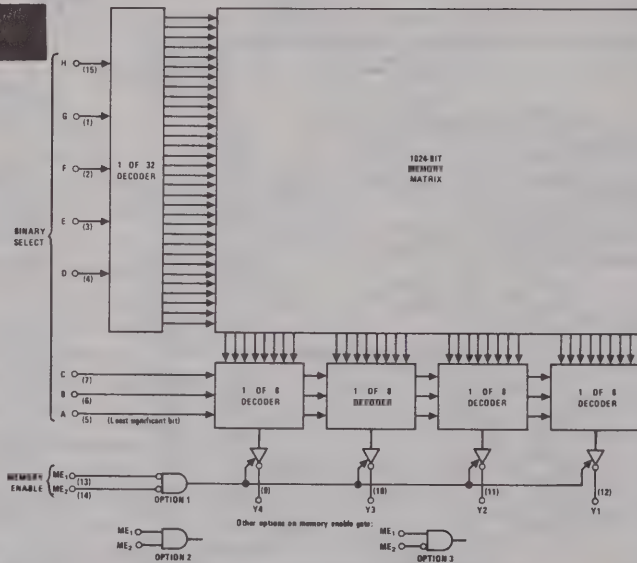 H (15)
G (1)
F (2)
E (3)
D (4)
BINARY
SELECT
1 OF 32
DECODER
1024-BIT
MEMORY
MATRIX
C (7)
B (6)
A (5) (Least significant bit)
1 OF 8
DECODER
1 OF 8
DECODER
1 OF 8
DECODER
1 OF 8
DECODER
MEMORY
ENABLE
ME1 (13)
ME2 (14)
OPTION 1
(9)
Y4
(10)
Y3
(11)
Y2
(12)
Y1
Other options on memory enable gate:
ME1
ME2
OPTION 2
ME1
ME2
OPTION 3